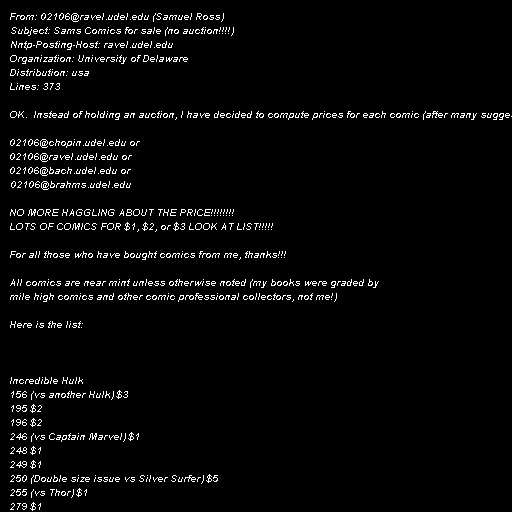 From: 02106@ravel.udel.edu (Samuel Ross)
Subject: Sams Comics for sale (no auction!!!!)
Nntp-Posting-Host: ravel.udel.edu
Organization: University of Delaware
Distribution: usa
Lines: 373
OK.  Instead of holding an auction, I have decided to compute prices for each comic (after many sugge
02106@chopin.udel.edu or
02106@ravel.udel.edu or
02106@bach.udel.edu or
02106@brahms.udel.edu
NO MORE HAGGLING ABOUT THE PRICE!!!!!!!!
LOTS OF COMICS FOR $1, $2, or $3 LOOK AT LIST!!!!!
For all those who have bought comics from me, thanks!!!
All comics are near mint unless otherwise noted (my books were graded by
mile high comics and other comic professional collectors, not me!)
Here is the list:
Incredible Hulk
156 (vs another Hulk) $3
195 $2
196 $2
246 (vs Captain Marvel) $1
248 $1
249 $1
250 (Double size issue vs Silver Surfer) $5
255 (vs Thor) $1
279 $1